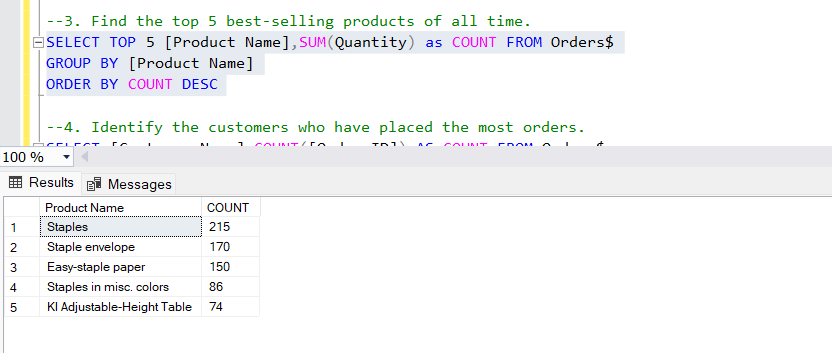 --3. Find the top 5 best-selling products of all time.
SELECT TOP 5 [Product Name],SUM(Quantity) as COUNT FROM Orders$
GROUP BY [Product Name]
ORDER BY COUNT DESC
--4. Identify the customers who have placed the most orders.
100 %
Results Messages
Product Name COUNT
1 Staples 215
2 Staple envelope 170
3 Easy-staple paper 150
4 Staples in misc. colors 86
5 KI Adjustable-Height Table 74